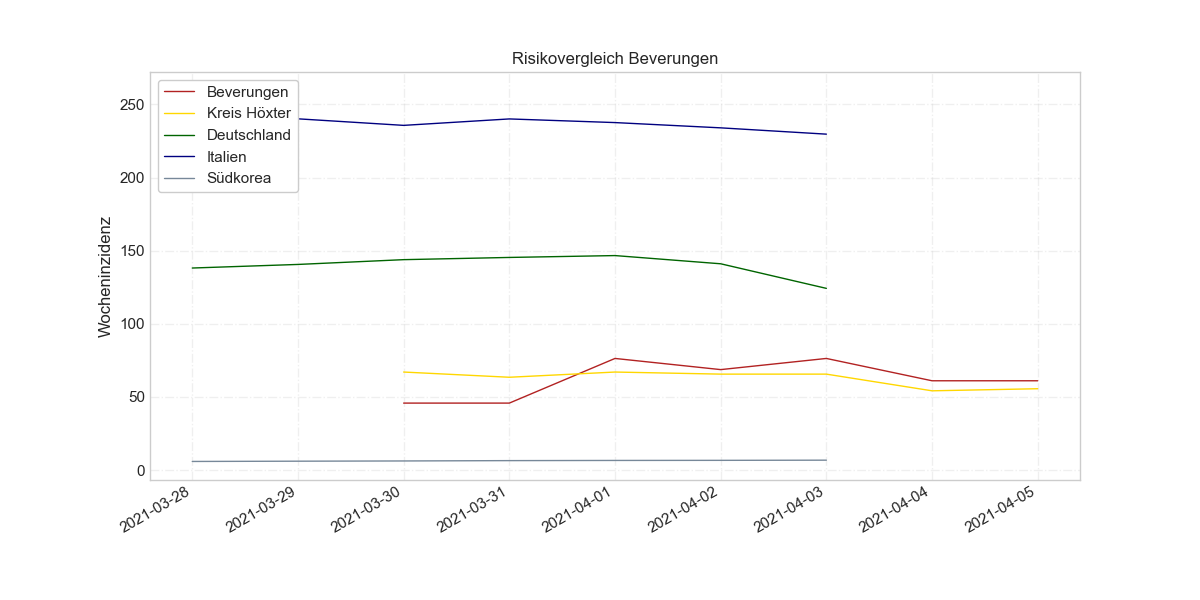 Risikovergleich Beverungen
Beverungen
Kreis Höxter
Deutschland
Italien
Südkorea
Wocheninzidenz
250
200
150
100
50
0
2021-03-28
2021-03-29
2021-03-30
2021-03-31
2021-04-01
2021-04-02
2021-04-03
2021-04-04
2021-04-05